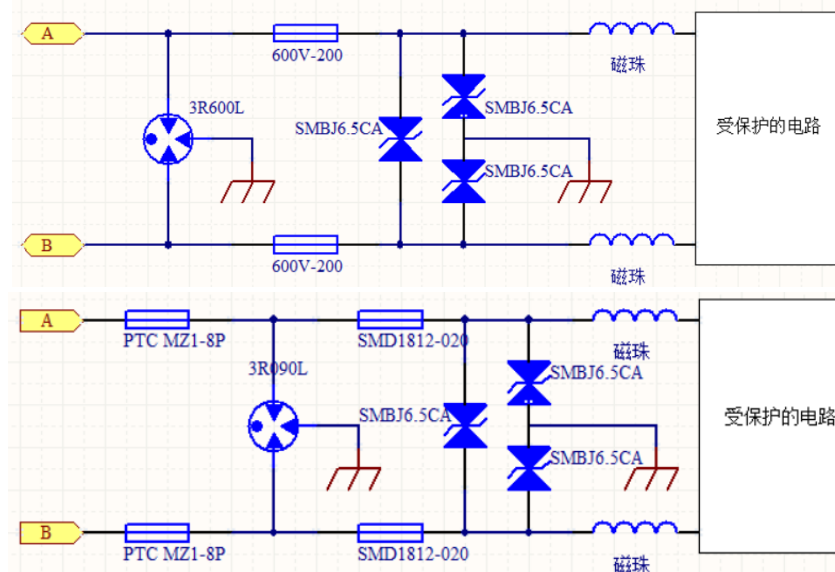 A
600V-200
磁珠
3R600L
SMBJ6.5CA
SMBJ6.5CA
SMBJ6.5CA
受保护的电路
B
600V-200
磁珠
A
PTC MZ1-8P
SMD1812-020
磁珠
3R090L
SMBJ6.5CA
SMBJ6.5CA
SMBJ6.5CA
受保护的电路
B
PTC MZ1-8P
SMD1812-020
磁珠